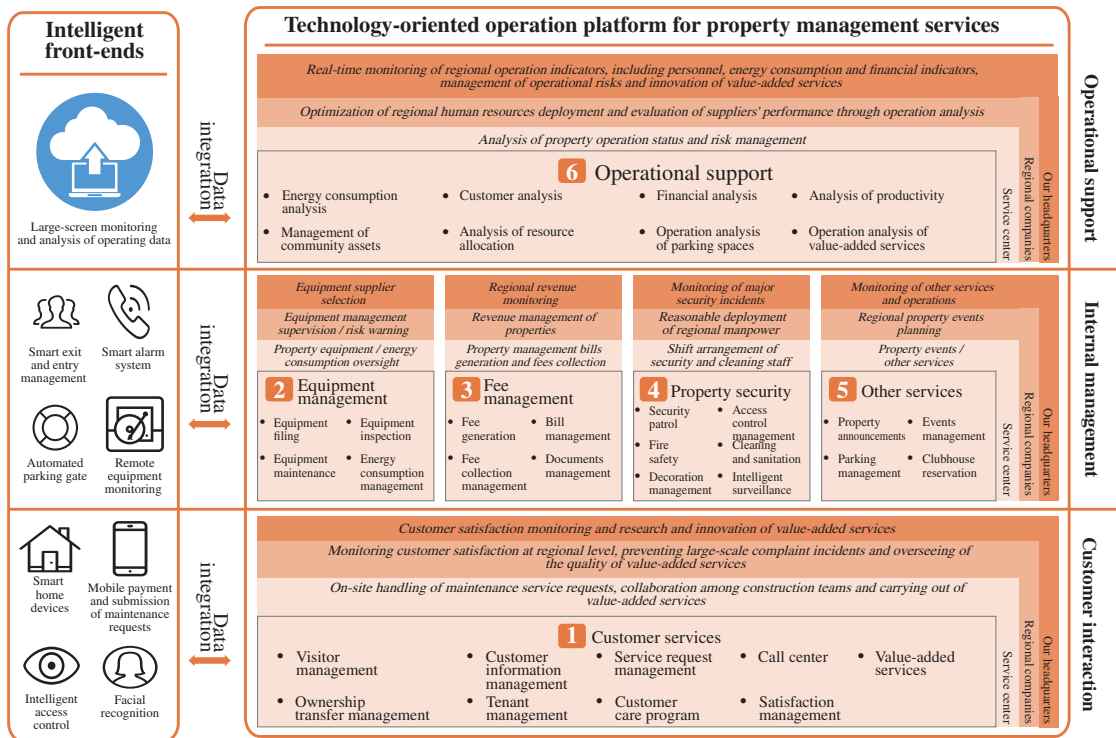 Intelligent
front-ends
Large-screen monitoring
and analysis of operating data
Smart exit
and entry
management
Smart alarm
system
Automated
parking gate
Remote
equipment
monitoring
Smart
home
devices
Mobile payment
and submission
of maintenance
requests
Intelligent
access
control
Facial
recognition
Data
integration
Data
integration
Data
integration
Technology-oriented operation platform for property management services
Real-time monitoring of regional operation indicators, including personnel, energy consumption and financial indicators,
management of operational risks and innovation of value-added services
Optimization of regional human resources deployment and evaluation of suppliers' performance through operation analysis
Analysis of property operation status and risk management
6 Operational support
• Energy consumption
analysis
• Customer analysis
• Financial analysis
• Analysis of productivity
• Management of
community assets
• Analysis of resource
allocation
• Operation analysis
of parking spaces
• Operation analysis of
value-added services
Service center
Regional companies
Our headquarters
Operational support
Equipment supplier
selection
Equipment management
supervision / risk warning
Property equipment / energy
consumption oversight
2 Equipment
management
• Equipment
filing
• Equipment
inspection
• Equipment
maintenance
• Energy
consumption
management
Regional revenue
monitoring
Revenue management of
properties
Property management bills
generation and fees collection
3 Fee
management
• Fee
generation
• Bill
management
• Fee
collection
management
• Documents
management
Monitoring of major
security incidents
Reasonable deployment
of regional manpower
Shift arrangement of
security and cleaning staff
4 Property security
• Security
patrol
• Access
control
management
• Fire
safety
• Cleaning
and sanitation
• Decoration
management
• Intelligent
surveillance
Monitoring of other services
and operations
Regional property events
planning
Property events /
other services
5 Other services
• Property
announcements
• Events
management
• Parking
management
• Clubhouse
reservation
Service center
Regional companies
Our headquarters
Internal management
Customer satisfaction monitoring and research and innovation of value-added services
Monitoring customer satisfaction at regional level, preventing large-scale complaint incidents and overseeing of
the quality of value-added services
On-site handling of maintenance service requests, collaboration among construction teams and carrying out of
value-added services
1 Customer services
• Visitor
management
• Customer
information
management
• Service request
management
• Call center
• Value-added
services
• Ownership
transfer management
• Tenant
management
• Customer
care program
• Satisfaction
management
Service center
Regional companies
Our headquarters
Customer interaction